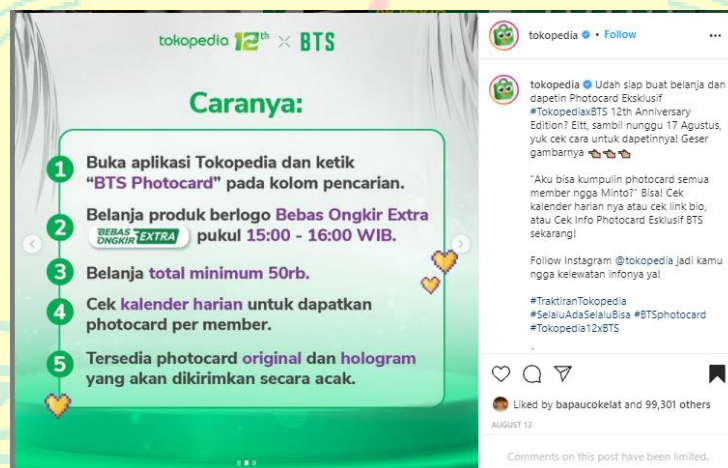 tokopedia 12th × BTS
Caranya:
1 Buka aplikasi Tokopedia dan ketik
“BTS Photocard” pada kolom pencarian.
2 Belanja produk berlogo Bebas Ongkir Extra
BEBAS ONGKIR EXTRA pukul 15:00 - 16:00 WIB.
3 Belanja total minimum 50rb.
4 Cek kalender harian untuk dapatkan
photocard per member.
5 Tersedia photocard original dan hologram
yang akan dikirimkan secara acak.
tokopedia • Follow
tokopedia Udah siap buat belanja dan
dapetin Photocard Eksklusif
#TokopediaxBTS 12th Anniversary
Edition? Eitt, sambil nunggu 17 Agustus,
yuk cek cara untuk dapetinnya! Geser
gambarnya 👈🏼👈🏼👈🏼
"Aku bisa kumpulin photocard semua
member ngga Minto?" Bisa! Cek
kalender harian nya atau cek link bio,
atau Cek Info Photocard Esklusif BTS
sekarang!
Follow Instagram @tokopedia jadi kamu
ngga kelewatan infonya ya!
#TraktiranTokopedia
#SelaluAdaSelaluBisa #BTSphotocard
#Tokopedia12xBTS
Liked by bapaucokelat and 99,301 others
AUGUST 12
Comments on this post have been limited.